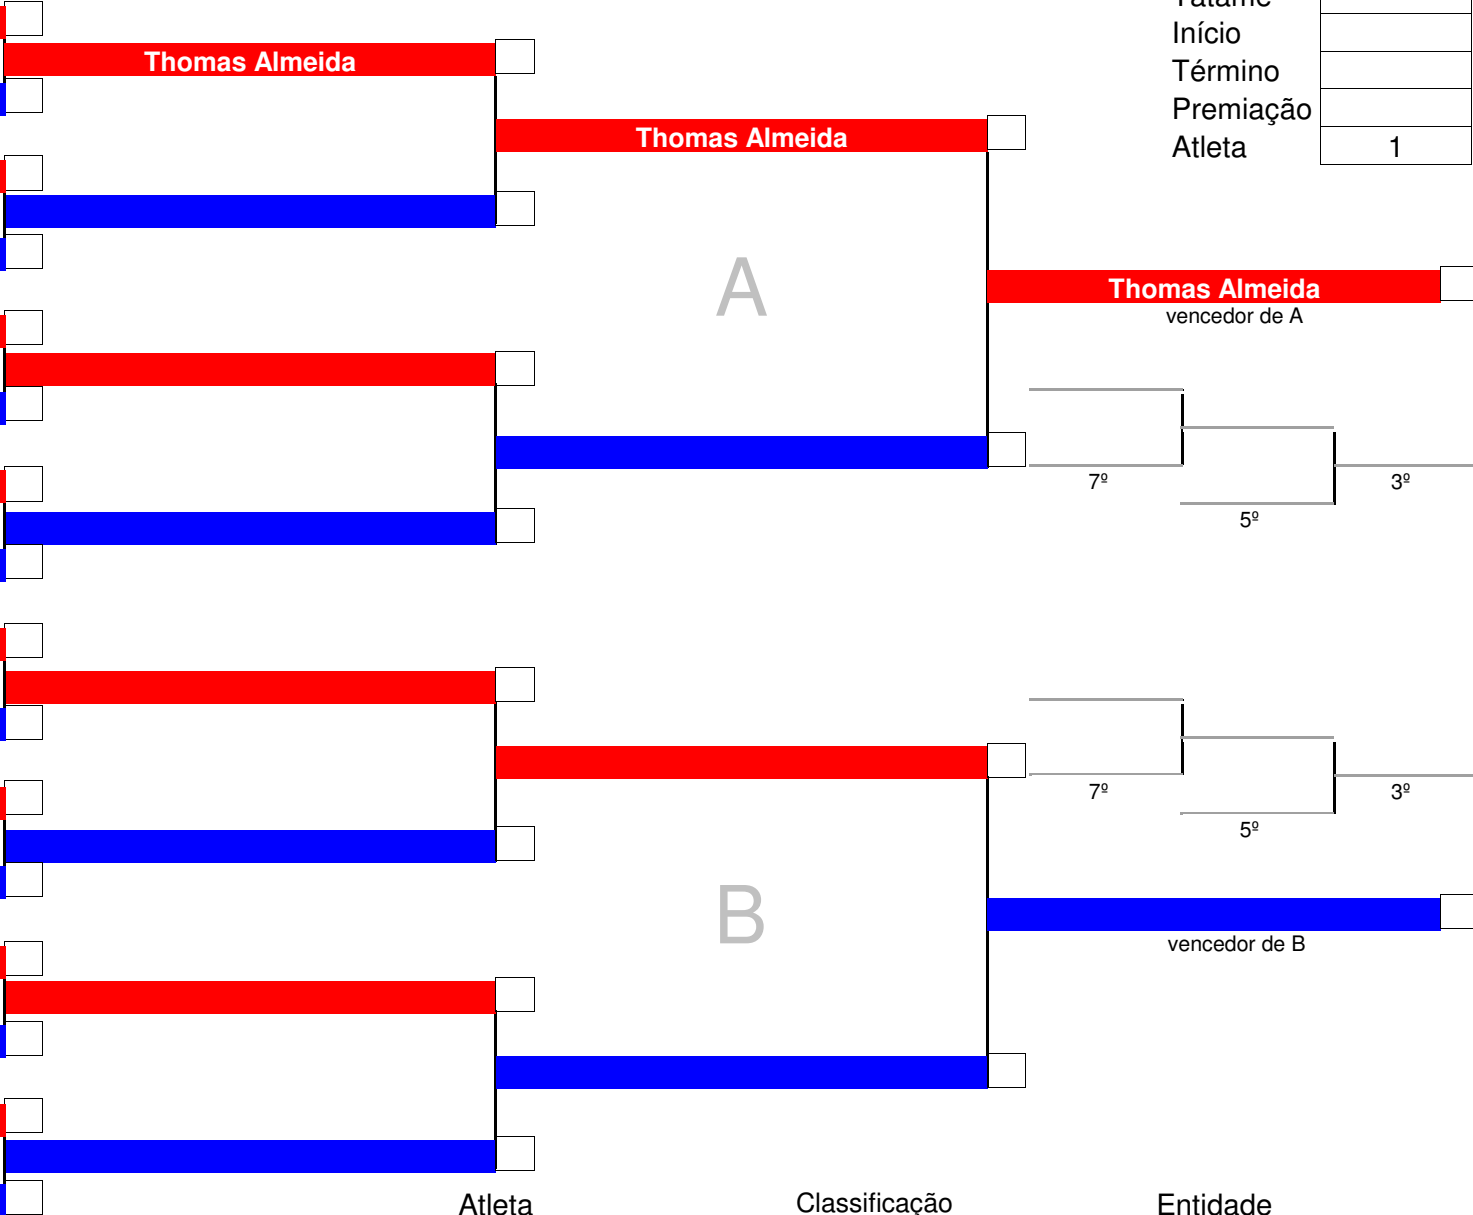 Tatame
Início
Término
Premiação
Atleta 1
Thomas Almeida
Thomas Almeida
A
Thomas Almeida
vencedor de A
7º
3º
5º
7º
3º
5º
B
vencedor de B
Atleta Classificação Entidade